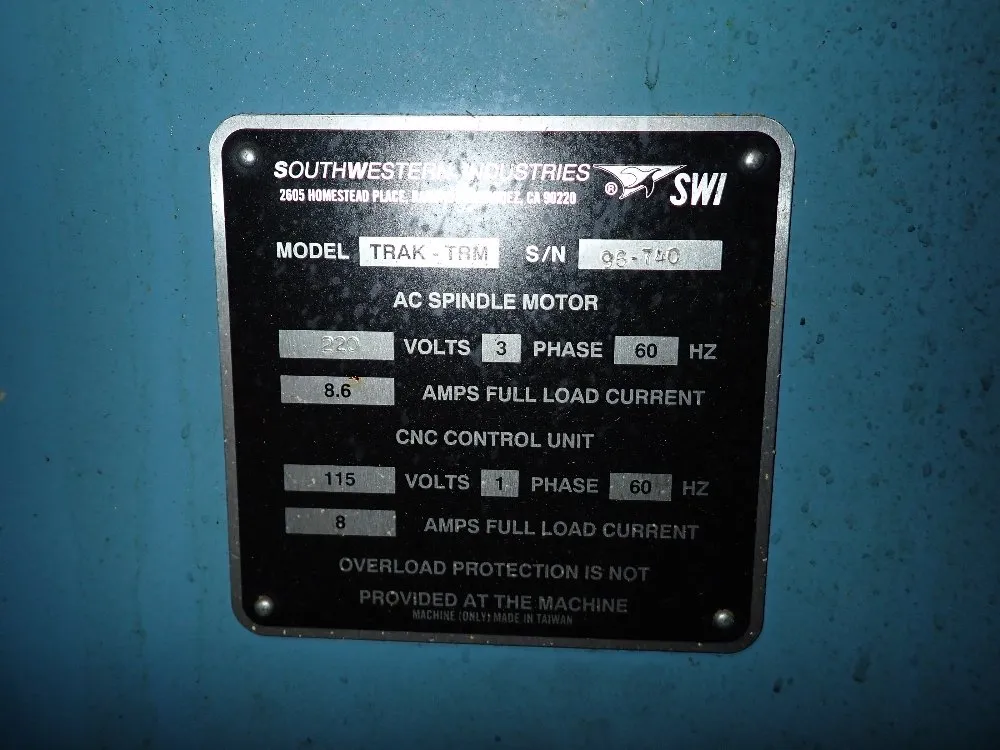 SOUTHWESTERN INDUSTRIES ® SWI
2605 HOMESTEAD PLACE, CA 90220
MODEL TRAK - TRM S/N 96-740
AC SPINDLE MOTOR
220 VOLTS 3 PHASE 60 HZ
8.6 AMPS FULL LOAD CURRENT
CNC CONTROL UNIT
115 VOLTS 1 PHASE 60 HZ
8 AMPS FULL LOAD CURRENT
OVERLOAD PROTECTION IS NOT
PROVIDED AT THE MACHINE
MACHINE (ONLY) MADE IN TAIWAN